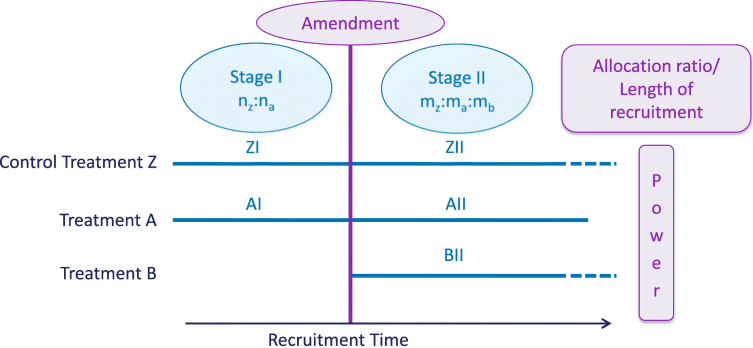 Amendment
Stage I
nz:na
Stage II
mz:ma:mb
Allocation ratio/
Length of
recruitment
Control Treatment Z
ZI
ZII
Treatment A
AI
AII
Treatment B
BII
Power
Recruitment Time